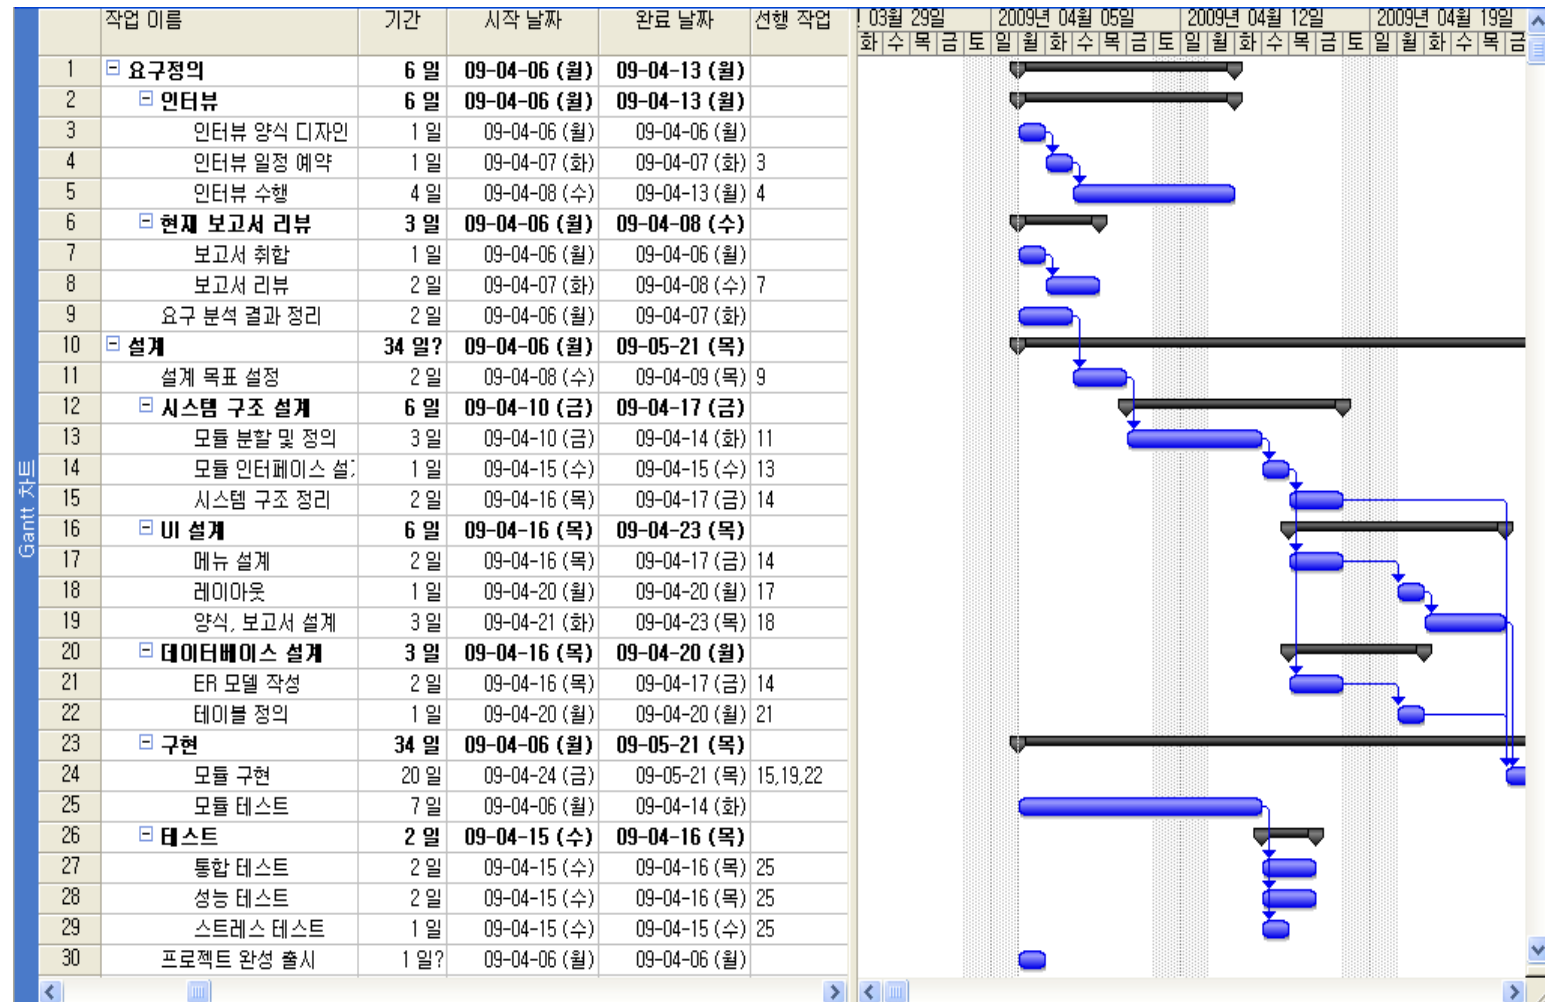 작업 이름 기간 시작 날짜 완료 날짜 선행 작업 03월 29일 2009년 04월 05일 2009년 04월 12일 2009년 04월 19일
화 수 목 금 토 일 월 화 수 목 금 토 일 월 화 수 목 금 토 일 월 화 수 목 금
1 요구정의 6 일 09-04-06 (월) 09-04-13 (월)
2 인터뷰 6 일 09-04-06 (월) 09-04-13 (월)
3 인터뷰 양식 디자인 1 일 09-04-06 (월) 09-04-06 (월)
4 인터뷰 일정 예약 1 일 09-04-07 (화) 09-04-07 (화) 3
5 인터뷰 수행 4 일 09-04-08 (수) 09-04-13 (월) 4
6 현재 보고서 리뷰 3 일 09-04-06 (월) 09-04-08 (수)
7 보고서 취합 1 일 09-04-06 (월) 09-04-06 (월)
8 보고서 리뷰 2 일 09-04-07 (화) 09-04-08 (수) 7
9 요구 분석 결과 정리 2 일 09-04-06 (월) 09-04-07 (화)
10 설계 34 일? 09-04-06 (월) 09-05-21 (목)
11 설계 목표 설정 2 일 09-04-08 (수) 09-04-09 (목) 9
12 시스템 구조 설계 6 일 09-04-10 (금) 09-04-17 (금)
13 모듈 분할 및 정의 3 일 09-04-10 (금) 09-04-14 (화) 11
14 모듈 인터페이스 1 일 09-04-15 (수) 09-04-15 (수) 13
15 시스템 구조 정리 2 일 09-04-16 (목) 09-04-17 (금) 14
16 UI 설계 6 일 09-04-16 (목) 09-04-23 (목)
17 메뉴 설계 2 일 09-04-16 (목) 09-04-17 (금) 14
18 레이아웃 1 일 09-04-20 (월) 09-04-20 (월) 17
19 양식, 보고서 설계 3 일 09-04-21 (화) 09-04-23 (목) 18
20 데이터베이스 설계 3 일 09-04-16 (목) 09-04-20 (월)
21 ER 모델 작성 2 일 09-04-16 (목) 09-04-17 (금) 14
22 테이블 정의 1 일 09-04-20 (월) 09-04-20 (월) 21
23 구현 34 일 09-04-06 (월) 09-05-21 (목)
24 모듈 구현 20 일 09-04-24 (금) 09-05-21 (목) 15,19,22
25 모듈 테스트 7 일 09-04-06 (월) 09-04-14 (화)
26 테스트 2 일 09-04-15 (수) 09-04-16 (목)
27 통합 테스트 2 일 09-04-15 (수) 09-04-16 (목) 25
28 성능 테스트 2 일 09-04-15 (수) 09-04-16 (목) 25
29 스트레스 테스트 1 일 09-04-15 (수) 09-04-15 (수) 25
30 프로젝트 완성 출시 1 일? 09-04-06 (월) 09-04-06 (월)
Gantt 차트